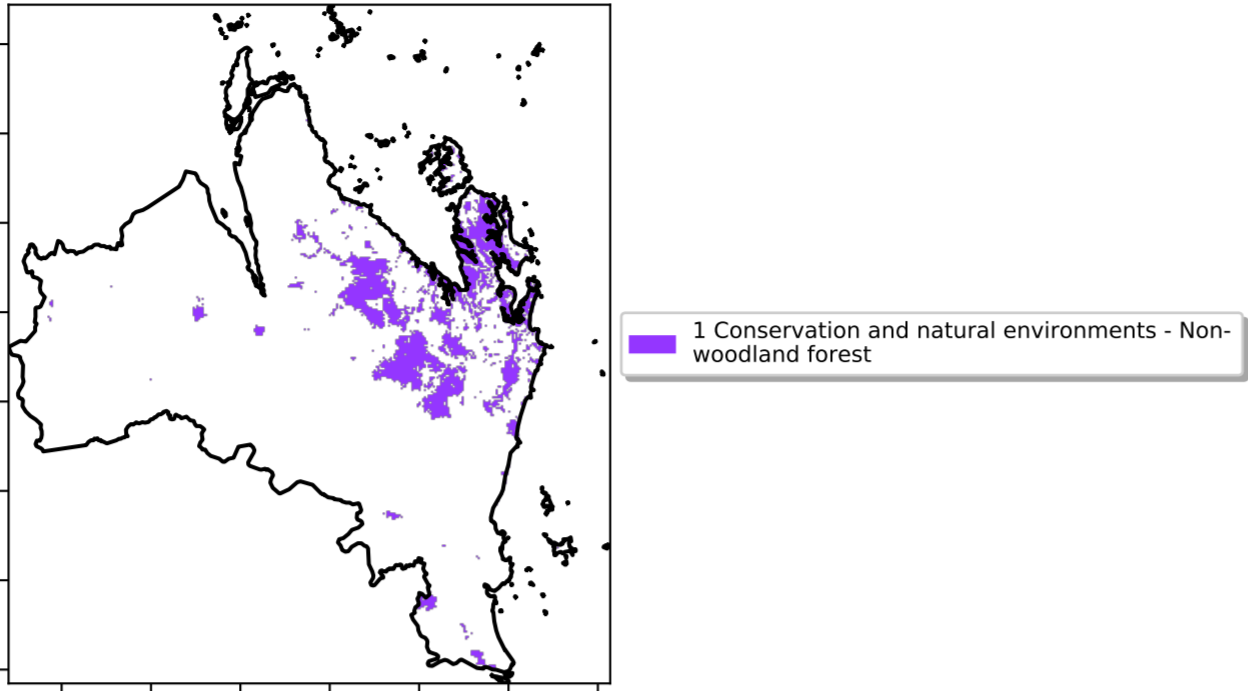 1 Conservation and natural environments - Non-
woodland forest